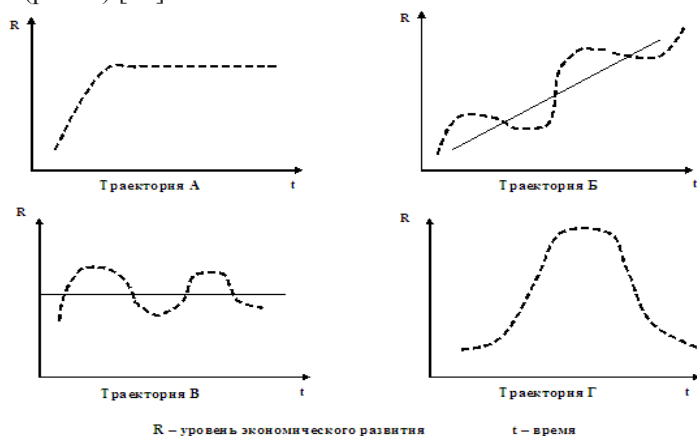 R
R
Траектория А
t
Траектория Б
t
R
R
Траектория В
t
Траектория Г
t
R – уровень экономического развития t – время